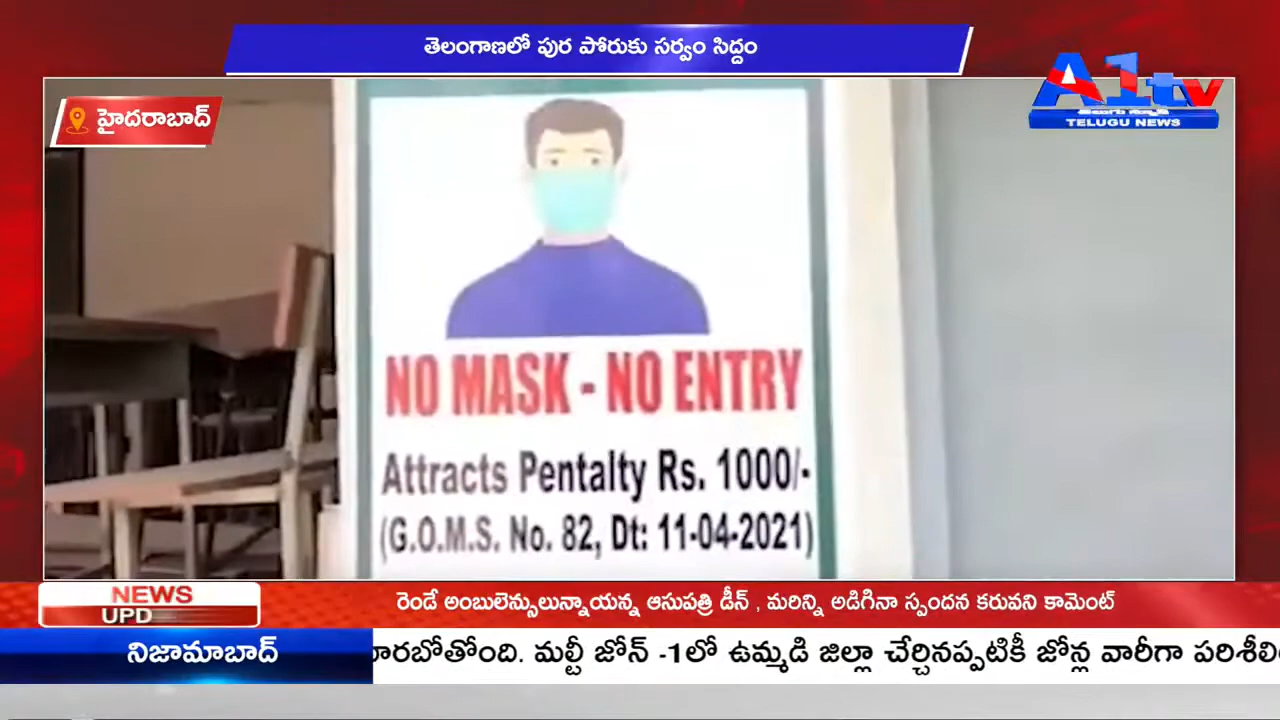 తెలంగాణలో పుర పోరుకు సర్వం సిద్దం
హైదరాబాద్
A1tv
తెలుగు న్యూస్
TELUGU NEWS
NO MASK - NO ENTRY
Attracts Pentalty Rs. 1000/-
(G.O.M.S. No. 82, Dt: 11-04-2021)
NEWS
UPD
రెండే అంబులెన్సులున్నాయన్న ఆసుపత్రి డీన్ , మరిన్ని అడిగినా స్పందన కరువని కామెంట్
నిజామాబాద్
మల్టీ జోన్ -1లో ఉమ్మడి జిల్లా చేర్చినప్పటికీ జోన్ల వారీగా